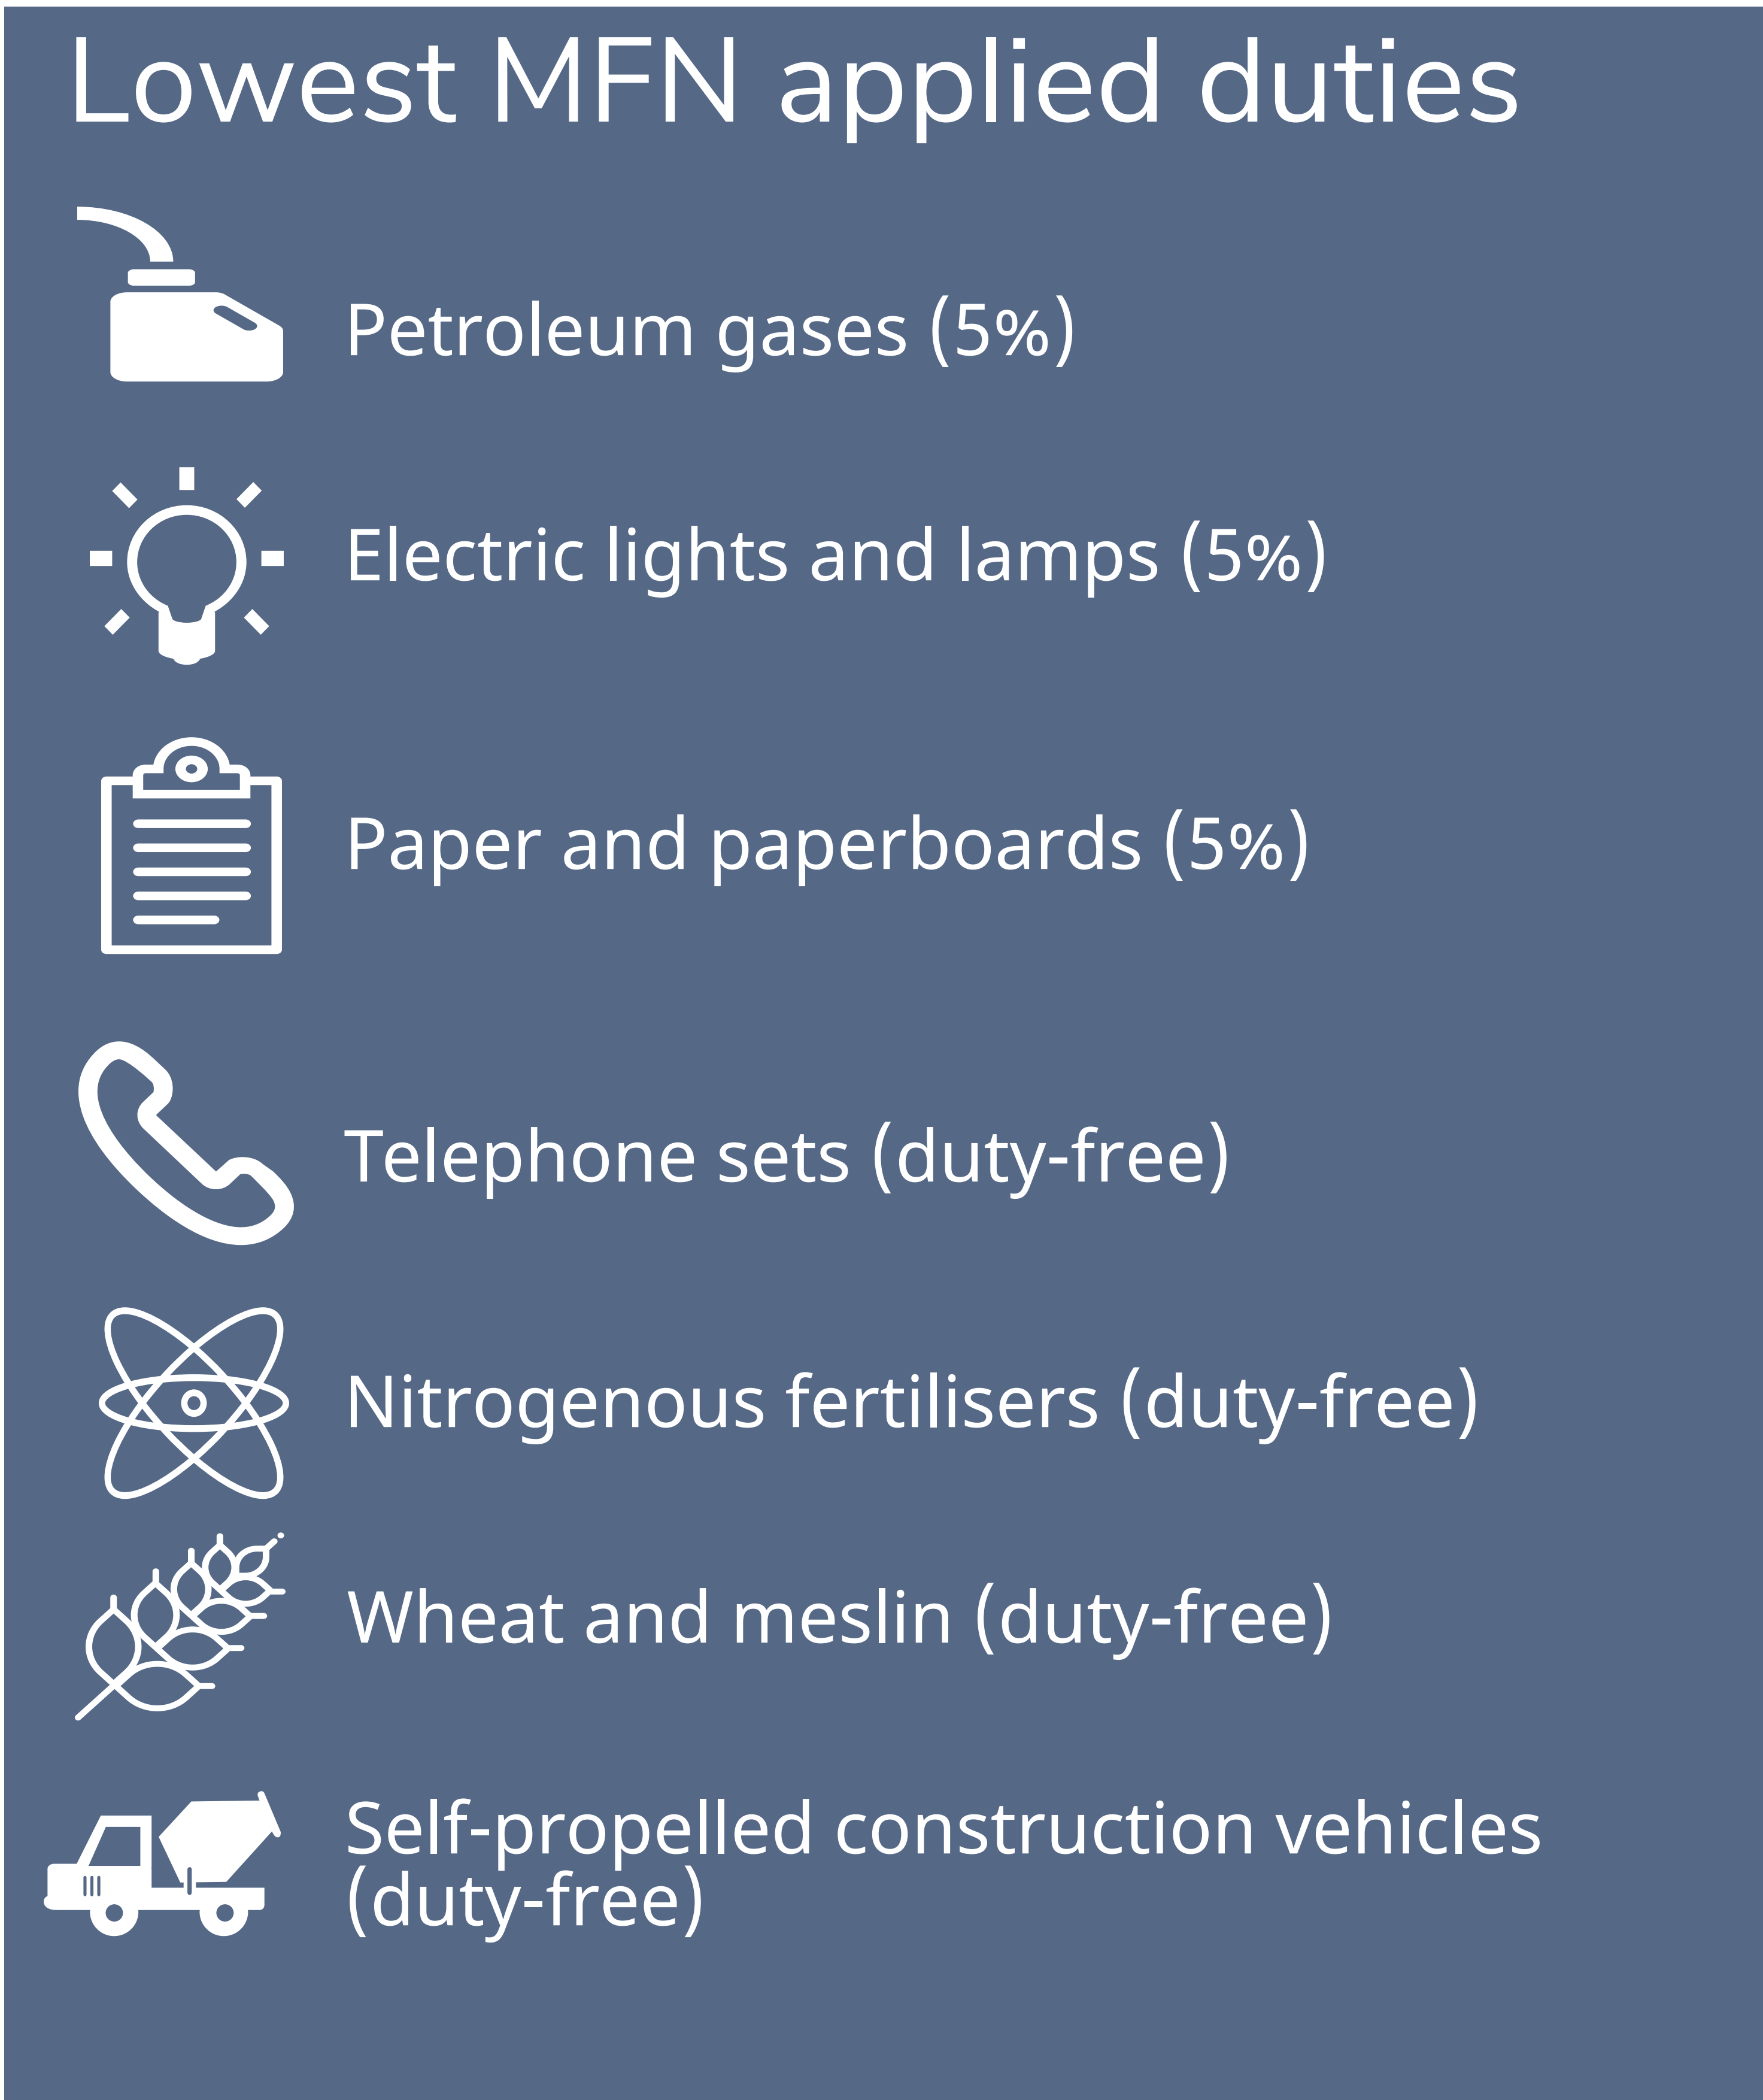 Lowest MFN applied duties
Petroleum gases (5%)
Electric lights and lamps (5%)
Paper and paperboards (5%)
Telephone sets (duty-free)
Nitrogenous fertilisers (duty-free)
Wheat and meslin (duty-free)
Self-propelled construction vehicles
(duty-free)